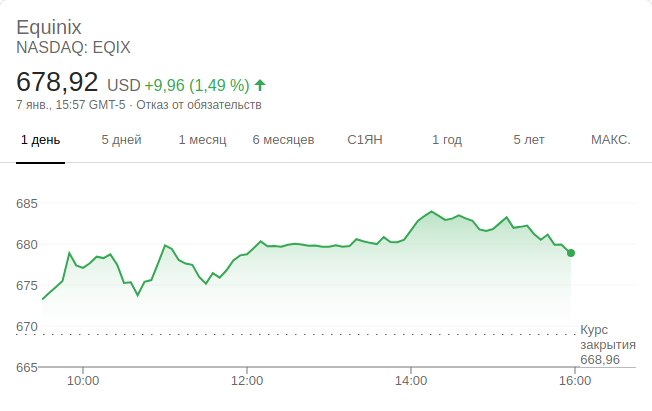 Equinix
NASDAQ: EQIX
678,92 USD +9,96 (1,49 %)
7 янв., 15:57 GMT-5 · Отказ от обязательств
1 день 5 дней 1 месяц 6 месяцев С1ЯН 1 год 5 лет МАКС.
685
680
675
670
Курс
закрытия
668,96
665
10:00 12:00 14:00 16:00